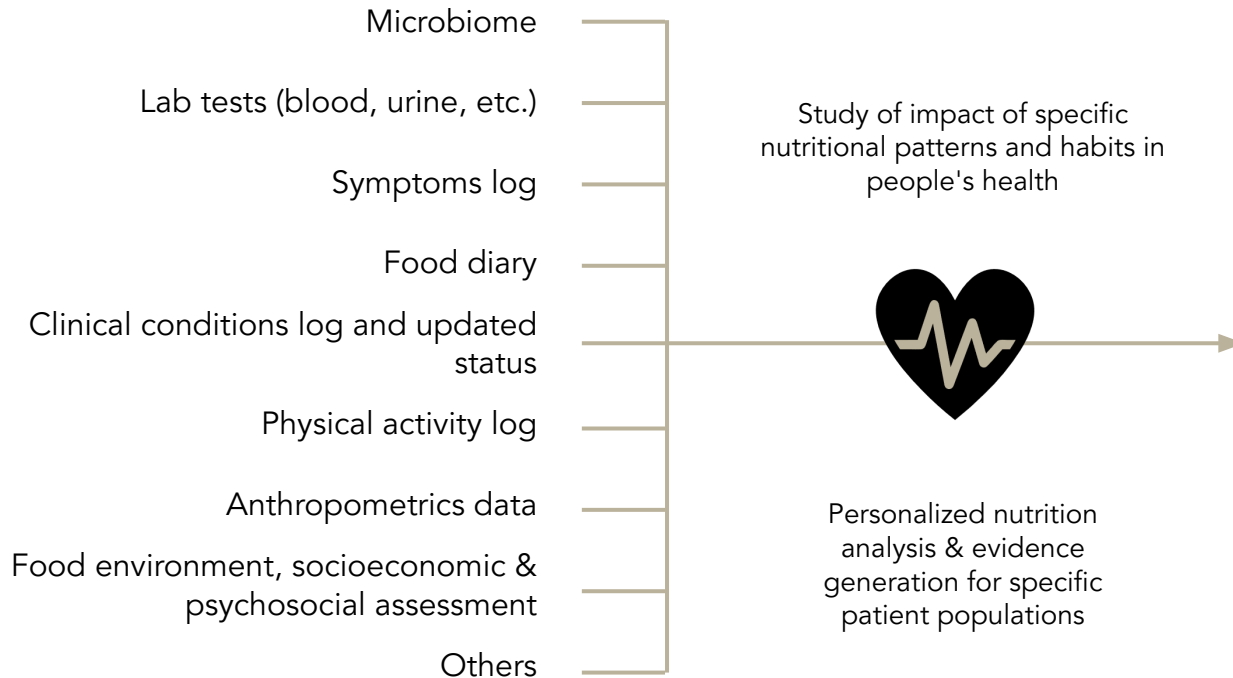 Microbiome
Lab tests (blood, urine, etc.)
Symptoms log
Food diary
Clinical conditions log and updated
status
Physical activity log
Anthropometrics data
Food environment, socioeconomic &
psychosocial assessment
Others
Study of impact of specific
nutritional patterns and habits in
people's health
Personalized nutrition
analysis & evidence
generation for specific
patient populations